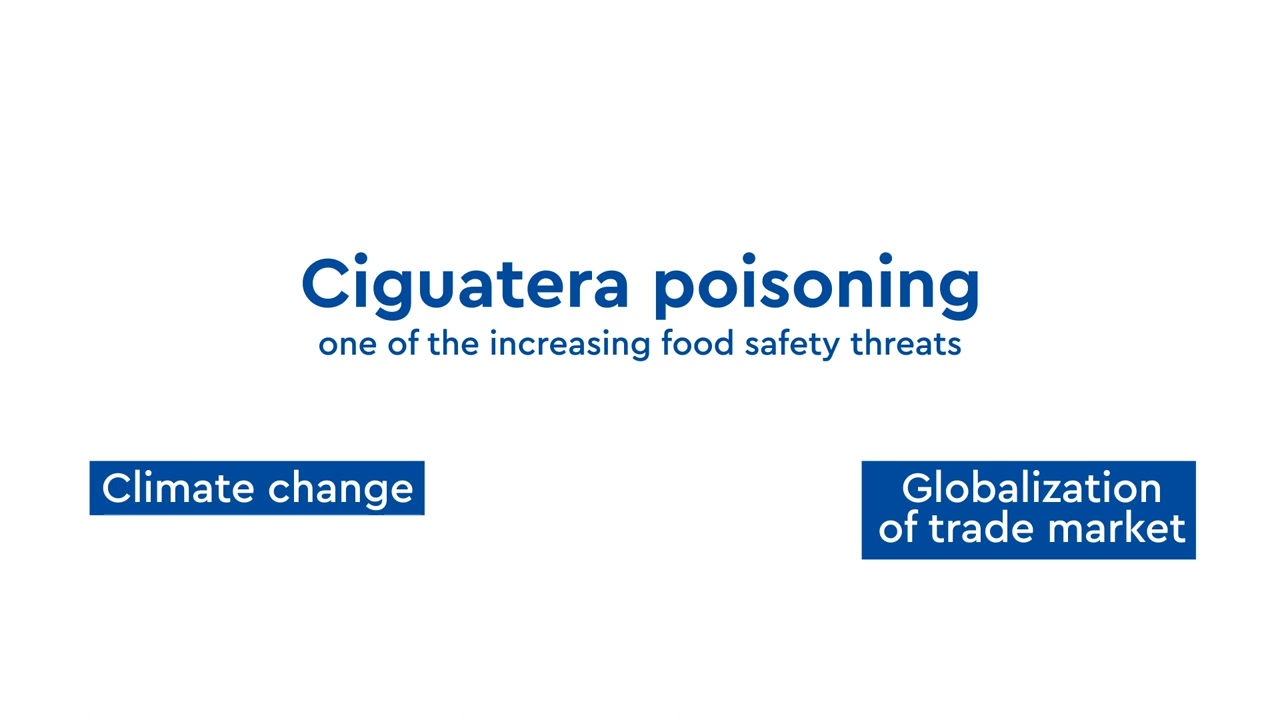 Ciguatera poisoning
one of the increasing food safety threats
Climate change
Globalization
of trade market